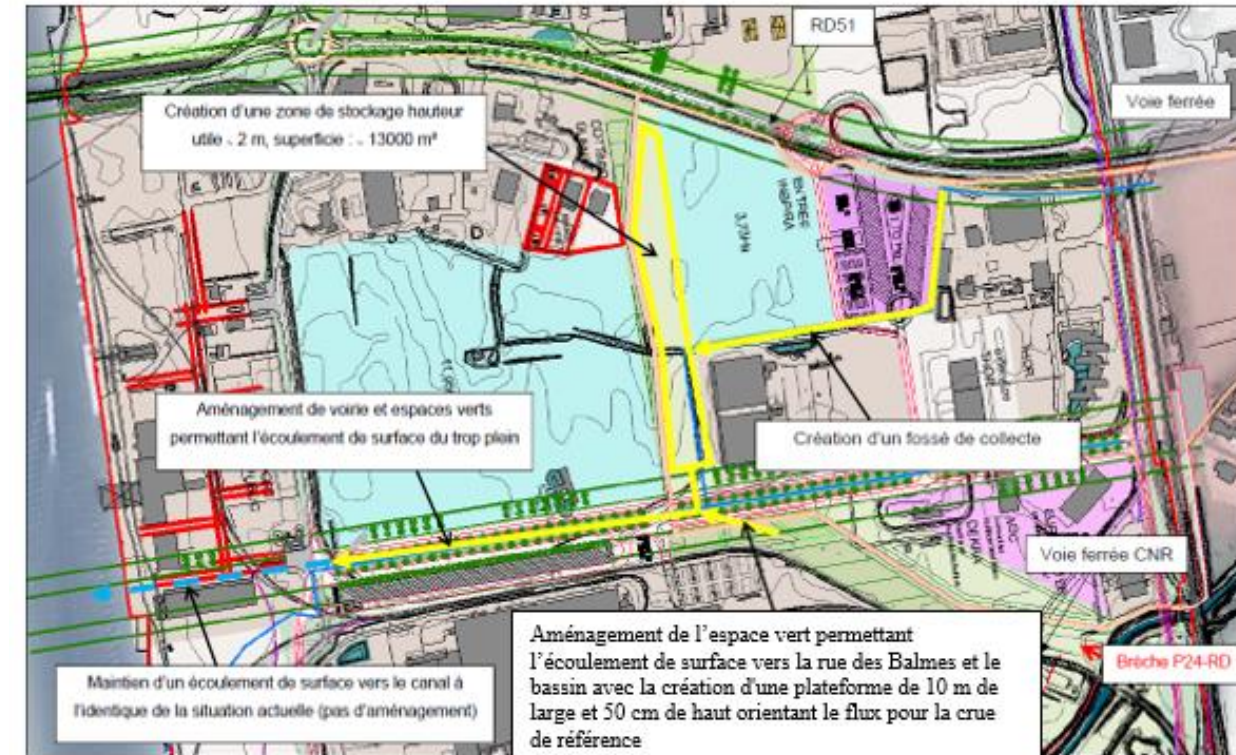 RD51
Voie ferrée
Création d'une zone de stockage hauteur
utile ~ 2 m, superficie : ~ 13000 m²
ENTREE
INSPIRA
Aménagement de voirie et espaces verts
permettant l'écoulement de surface du trop plein
Création d'un fossé de collecte
Voie ferrée CNR
Brèche P24-RD
Maintien d'un écoulement de surface vers le canal à
l'identique de la situation actuelle (pas d'aménagement)
Aménagement de l'espace vert permettant
l'écoulement de surface vers la rue des Balmes et le
bassin avec la création d'une plateforme de 10 m de
large et 50 cm de haut orientant le flux pour la crue
de référence